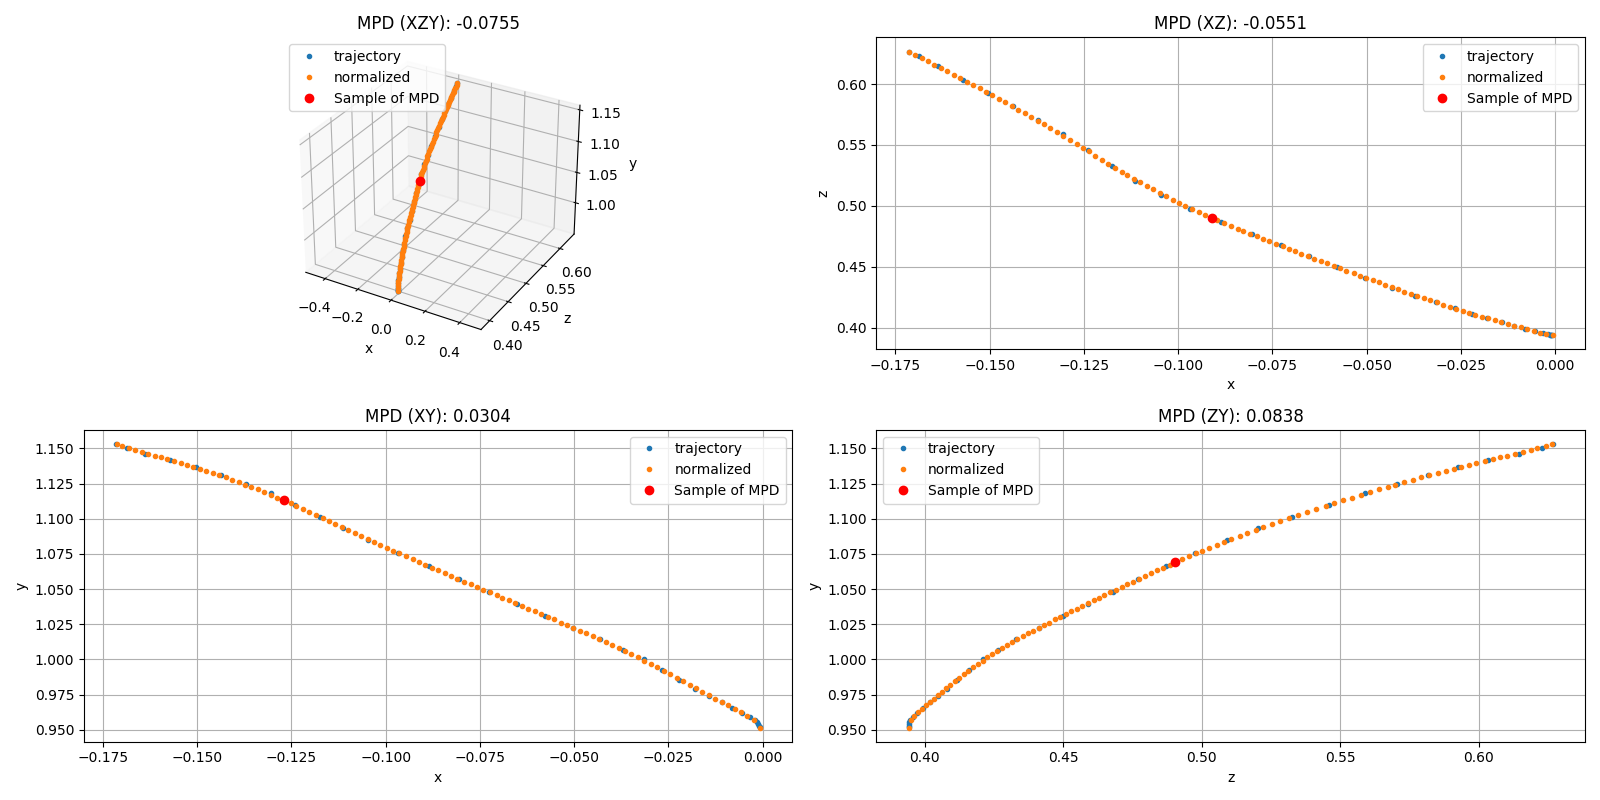 MPD (XZY): -0.0755
trajectory
normalized
Sample of MPD
1.15
1.10
1.05
1.00
y
0.60
0.55
0.50
0.45
0.40
z
−0.4
−0.2
0.0
0.2
0.4
x
MPD (XZ): -0.0551
trajectory
normalized
Sample of MPD
0.60
0.55
0.50
0.45
0.40
z
−0.175 −0.150 −0.125 −0.100 −0.075 −0.050 −0.025 0.000
x
MPD (XY): 0.0304
trajectory
normalized
Sample of MPD
1.150
1.125
1.100
1.075
1.050
1.025
1.000
0.975
0.950
y
−0.175 −0.150 −0.125 −0.100 −0.075 −0.050 −0.025 0.000
x
MPD (ZY): 0.0838
trajectory
normalized
Sample of MPD
1.150
1.125
1.100
1.075
1.050
1.025
1.000
0.975
0.950
y
0.40 0.45 0.50 0.55 0.60
z